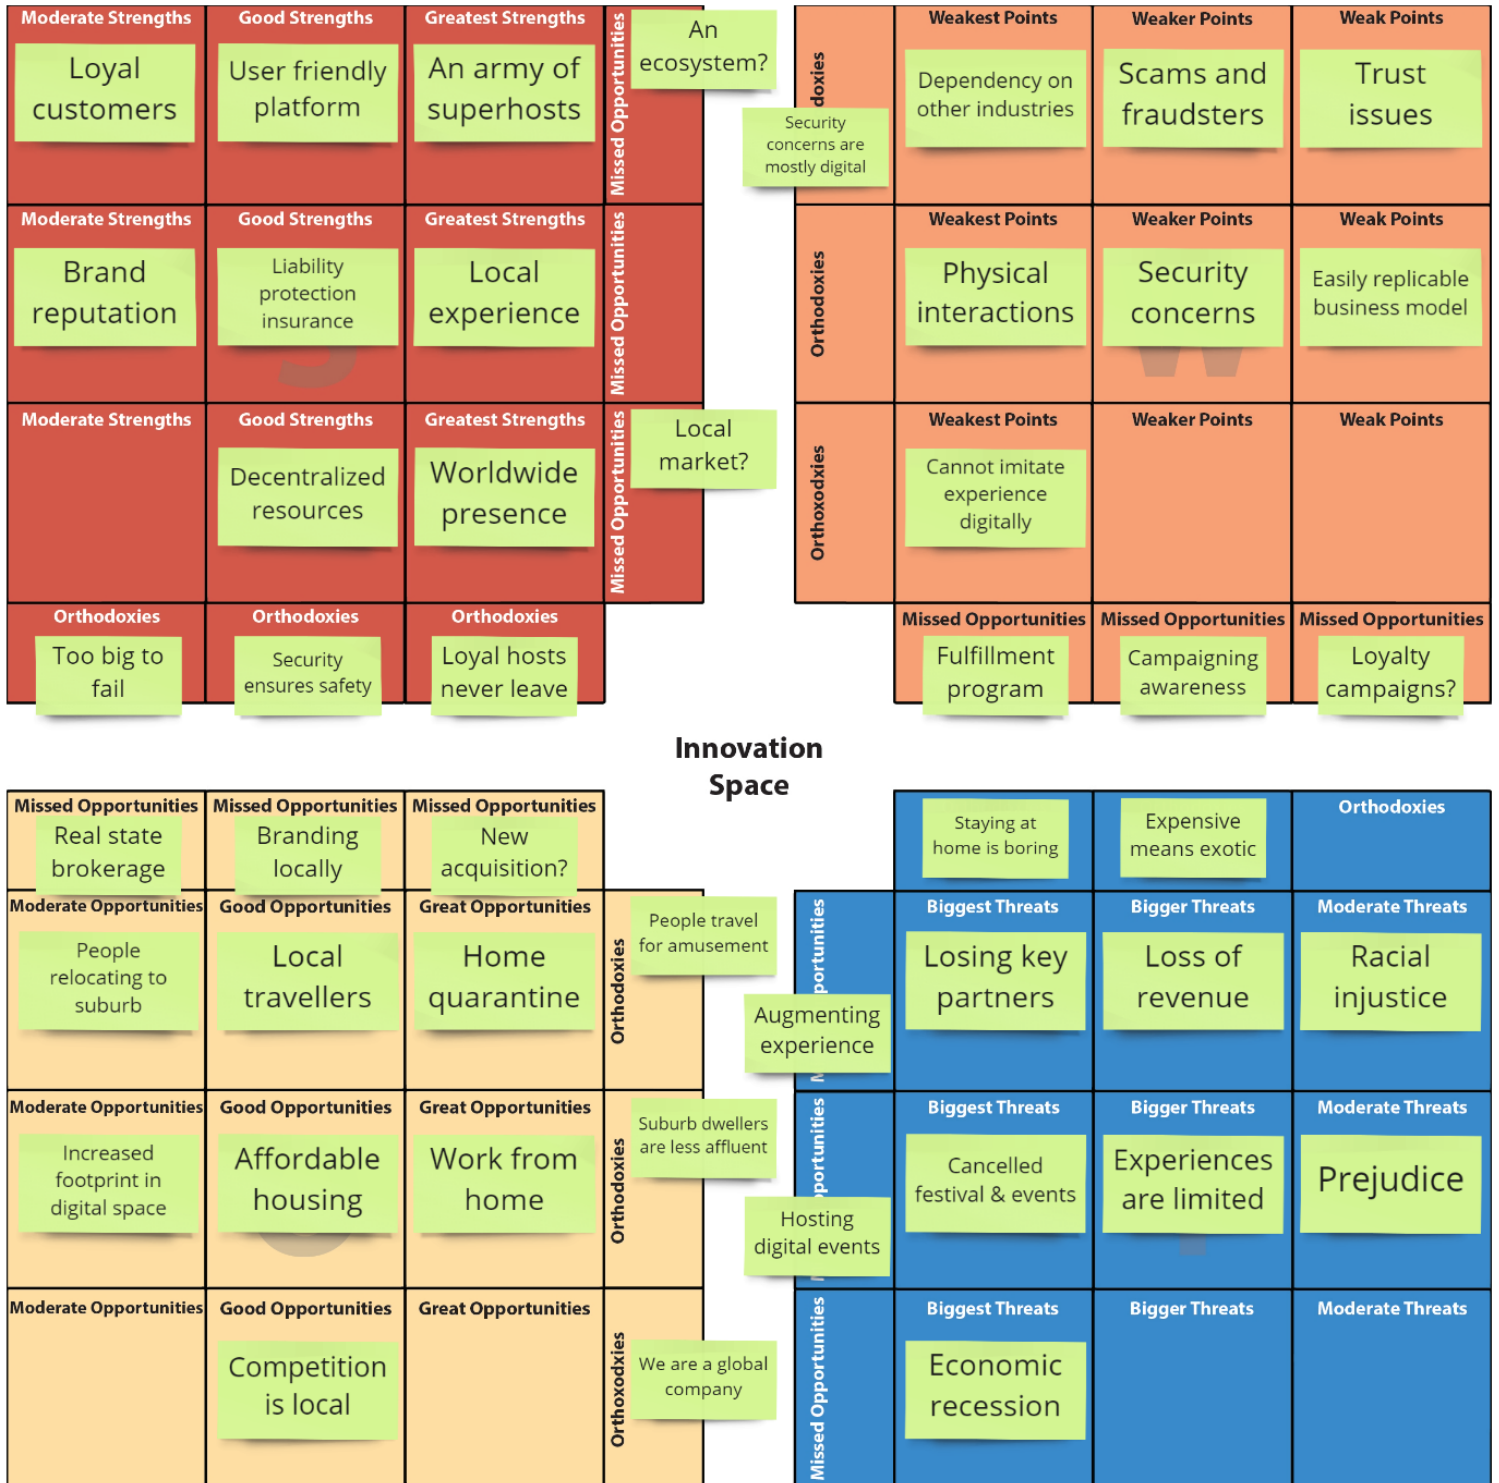 Moderate Strengths
Good Strengths
Greatest Strengths
Loyal
customers
User friendly
platform
An army of
superhosts
Missed Opportunities
An
ecosystem?
Moderate Strengths
Good Strengths
Greatest Strengths
Brand
reputation
Liability
protection
insurance
Local
experience
Missed Opportunities
Moderate Strengths
Good Strengths
Greatest Strengths
Decentralized
resources
Worldwide
presence
Missed Opportunities
Local
market?
Orthodoxies
Orthodoxies
Orthodoxies
Too big to
fail
Security
ensures safety
Loyal hosts
never leave
Weakest Points
Weaker Points
Weak Points
doxies
Security
concerns are
mostly digital
Dependency on
other industries
Scams and
fraudsters
Trust
issues
Weakest Points
Weaker Points
Weak Points
Orthodoxies
Physical
interactions
Security
concerns
Easily replicable
business model
W
Weakest Points
Weaker Points
Weak Points
Orthoxodxies
Cannot imitate
experience
digitally
Missed Opportunities
Missed Opportunities
Missed Opportunities
Fulfillment
program
Campaigning
awareness
Loyalty
campaigns?
Innovation
Space
Missed Opportunities
Missed Opportunities
Missed Opportunities
Real state
brokerage
Branding
locally
New
acquisition?
Moderate Opportunities
Good Opportunities
Great Opportunities
People
relocating to
suburb
Local
travellers
Home
quarantine
Orthodoxies
People travel
for amusement
Moderate Opportunities
Good Opportunities
Great Opportunities
Increased
footprint in
digital space
Affordable
housing
Work from
home
Orthodoxies
Suburb dwellers
are less affluent
Moderate Opportunities
Good Opportunities
Great Opportunities
Competition
is local
Orthoxodxies
We are a global
company
Staying at
home is boring
Expensive
means exotic
Orthodoxies
Biggest Threats
Bigger Threats
Moderate Threats
portunities
Augmenting
experience
Losing key
partners
Loss of
revenue
Racial
injustice
Biggest Threats
Bigger Threats
Moderate Threats
portunities
Hosting
digital events
Cancelled
festival & events
Experiences
are limited
Prejudice
Biggest Threats
Bigger Threats
Moderate Threats
Missed Opportunities
Economic
recession